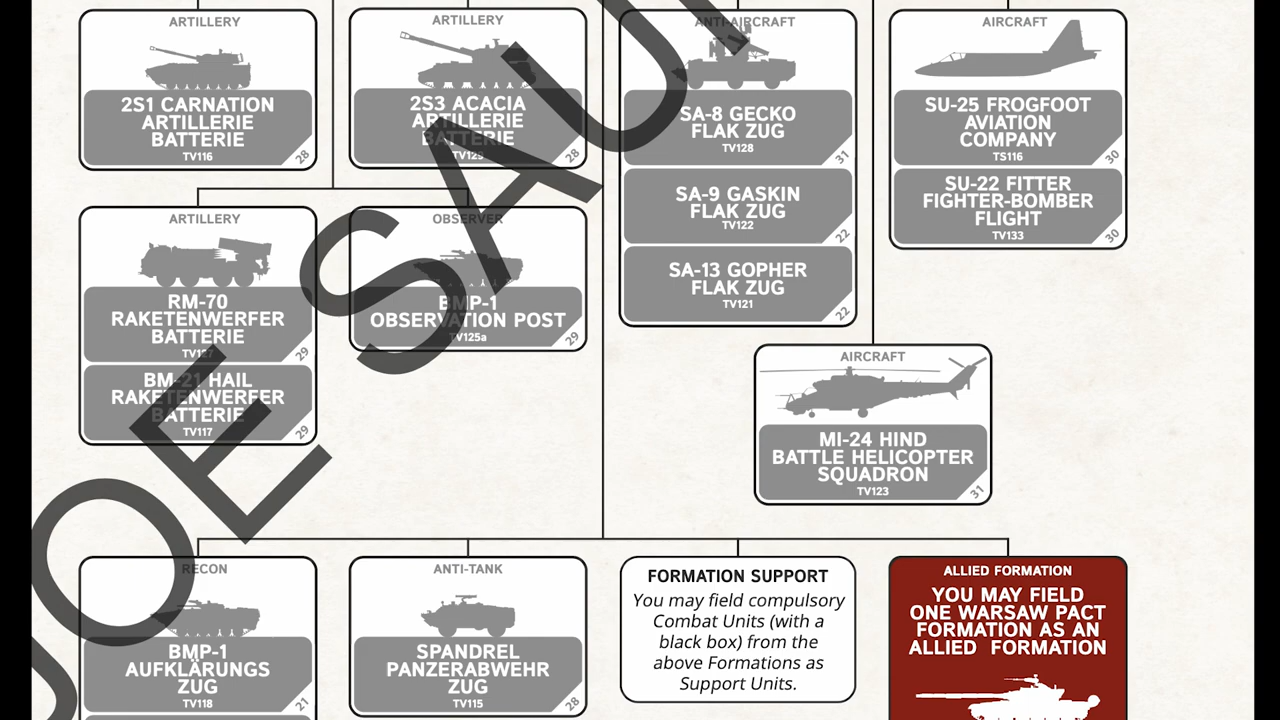 ARTILLERY
2S1 CARNATION
ARTILLERIE
BATTERIE
TV116
28
ARTILLERY
2S3 ACACIA
ARTILLERIE
BATTERIE
28
ANTI-AIRCRAFT
SA-8 GECKO
FLAK ZUG
TV128
31
SA-9 GASKIN
FLAK ZUG
TV122
22
SA-13 GOPHER
FLAK ZUG
TV121
22
AIRCRAFT
SU-25 FROGFOOT
AVIATION
COMPANY
TS116
30
SU-22 FITTER
FIGHTER-BOMBER
FLIGHT
TV133
30
ARTILLERY
RM-70
RAKETENWERFER
BATTERIE
TV127
29
BM-21 HAIL
RAKETENWERFER
BATTERIE
TV117
29
OBSERVER
BMP-1
OBSERVATION POST
TV125a
29
AIRCRAFT
MI-24 HIND
BATTLE HELICOPTER
SQUADRON
TV123
31
RECON
BMP-1
AUFKLÄRUNGS
ZUG
TV118
21
ANTI-TANK
SPANDREL
PANZERABWEHR
ZUG
TV115
28
FORMATION SUPPORT
You may field compulsory
Combat Units (with a
black box) from the
above Formations as
Support Units.
ALLIED FORMATION
YOU MAY FIELD
ONE WARSAW PACT
FORMATION AS AN
ALLIED FORMATION
JOE SAU